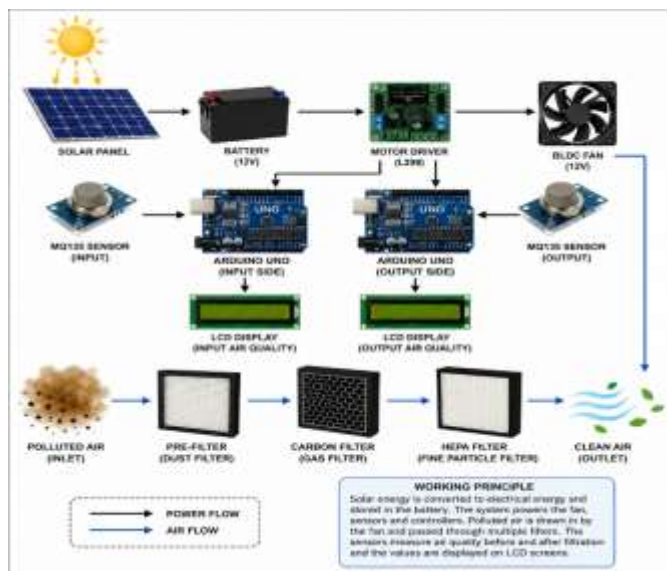 SOLAR PANEL
BATTERY
(12V)
MOTOR DRIVER
(L298)
BLDC FAN
(12V)
MQ135 SENSOR
(INPUT)
UNO
ARDUINO UNO
(INPUT SIDE)
UNO
ARDUINO UNO
(OUTPUT SIDE)
MQ135 SENSOR
(OUTPUT)
LCD DISPLAY
(INPUT AIR QUALITY)
LCD DISPLAY
(OUTPUT AIR QUALITY)
POLLUTED AIR
(INLET)
PRE-FILTER
(DUST FILTER)
CARBON FILTER
(GAS FILTER)
HEPA FILTER
(FINE PARTICLE FILTER)
CLEAN AIR
(OUTLET)
POWER FLOW
AIR FLOW
WORKING PRINCIPLE
Solar energy is converted to electrical energy and
stored in the battery. The system powers the fan,
sensors and controllers. Polluted air is drawn in by
the fan and passed through multiple filters. The
sensors measure air quality before and after filtration
and the values are displayed on LCD screens.